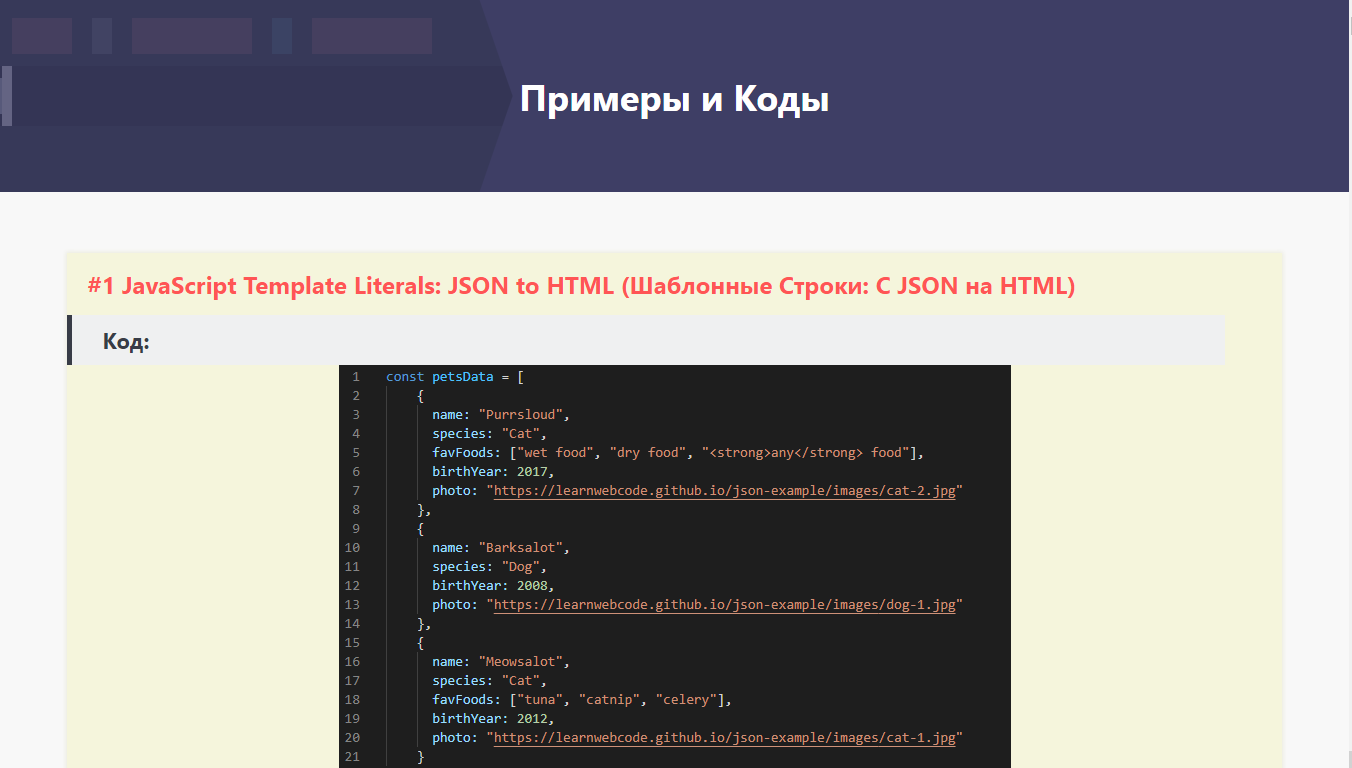 Примеры и Коды
#1 JavaScript Template Literals: JSON to HTML (Шаблонные Строки: С JSON на HTML)
Код:
1 const petsData = [
2 {
3 name: "Purrsloud",
4 species: "Cat",
5 favFoods: ["wet food", "dry food", "<strong>any</strong> food"],
6 birthYear: 2017,
7 photo: "https://learnwebcode.github.io/json-example/images/cat-2.jpg"
8 },
9 {
10 name: "Barksalot",
11 species: "Dog",
12 birthYear: 2008,
13 photo: "https://learnwebcode.github.io/json-example/images/dog-1.jpg"
14 },
15 {
16 name: "Meowsalot",
17 species: "Cat",
18 favFoods: ["tuna", "catnip", "celery"],
19 birthYear: 2012,
20 photo: "https://learnwebcode.github.io/json-example/images/cat-1.jpg"
21 }